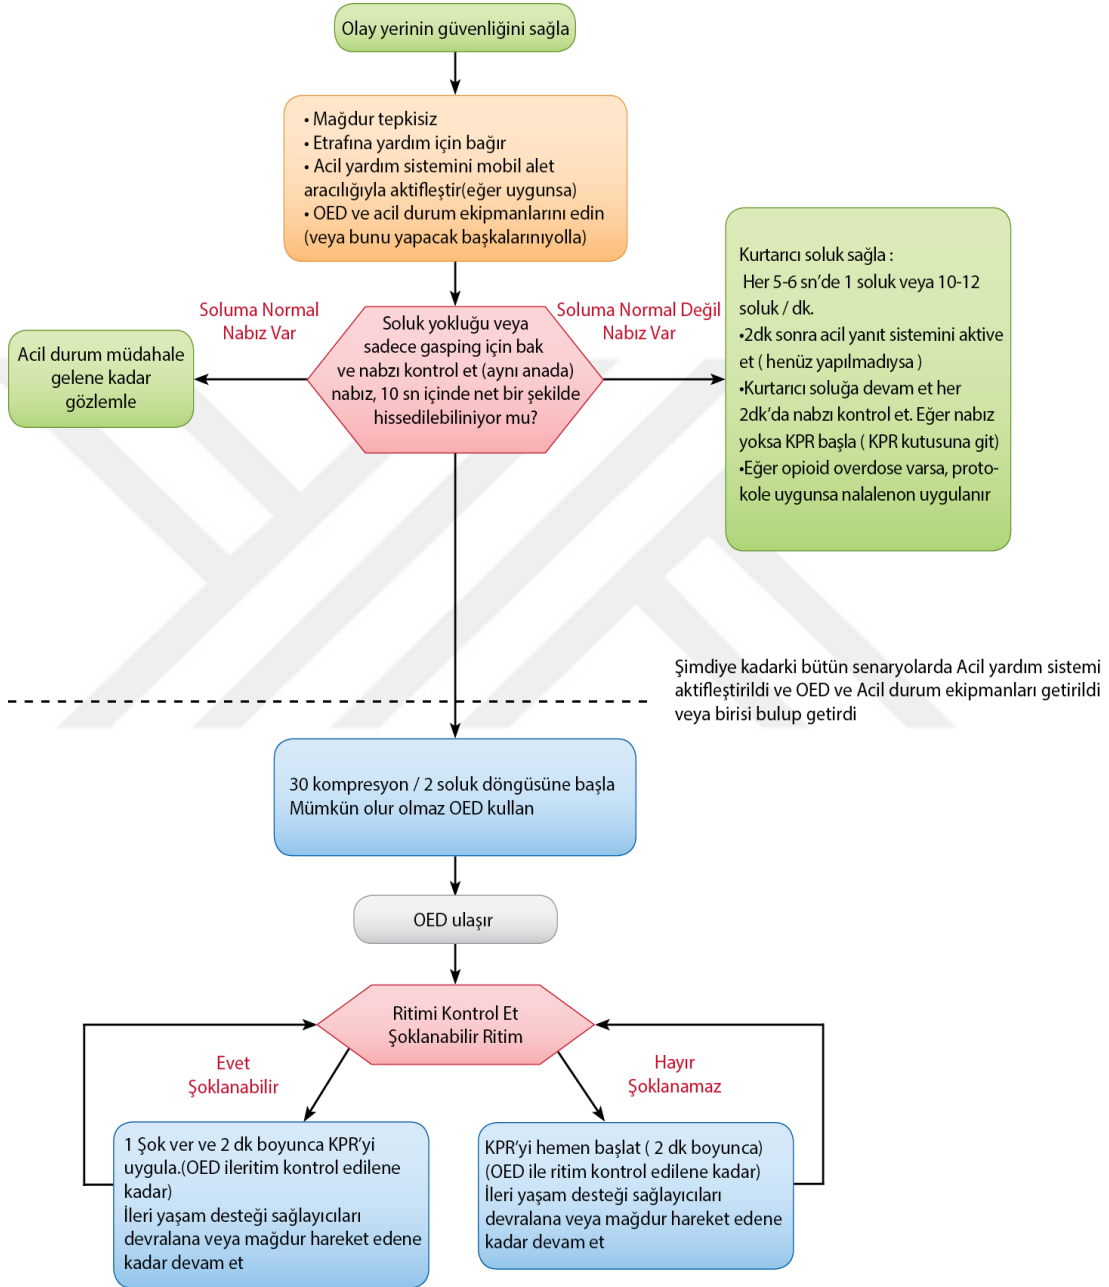 Olay yerinin güvenliğini sağla
• Mağdur tepkisiz
• Etrafına yardım için bağır
• Acil yardım sistemini mobil alet
aracılığıyla aktifleştir(eğer uygunsa)
• OED ve acil durum ekipmanlarını edin
(veya bunu yapacak başkalarınıyolla)
Soluma Normal
Nabız Var
Soluma Normal Değil
Nabız Var
Acil durum müdahale
gelene kadar
gözlemle
Soluk yokluğu veya
sadece gasping için bak
ve nabzı kontrol et (aynı anada)
nabız, 10 sn içinde net bir şekilde
hissedilebiliniyor mu?
Kurtarıcı soluk sağla :
Her 5-6 sn’de 1 soluk veya 10-12
soluk / dk.
•2dk sonra acil yanıt sistemini aktive
et ( henüz yapılmadıysa )
•Kurtarıcı soluğa devam et her
2dk’da nabzı kontrol et. Eğer nabız
yoksa KPR başla ( KPR kutusuna git)
•Eğer opioid overdose varsa, proto-
kole uygunsa nalalenon uygulanır
Şimdiye kadarki bütün senaryolarda Acil yardım sistemi
aktifleştirildi ve OED ve Acil durum ekipmanları getirildi
veya birisi bulup getirdi
30 kompresyon / 2 soluk döngüsüne başla
Mümkün olur olmaz OED kullan
OED ulaşır
Ritimi Kontrol Et
Şoklanabilir Ritim
Evet
Şoklanabilir
Hayır
Şoklanamaz
1 Şok ver ve 2 dk boyunca KPR’yi
uygula.(OED ileritim kontrol edilene
kadar)
İleri yaşam desteği sağlayıcıları
devralana veya mağdur hareket edene
kadar devam et
KPR’yi hemen başlat ( 2 dk boyunca)
(OED ile ritim kontrol edilene kadar)
İleri yaşam desteği sağlayıcıları
devralana veya mağdur hareket edene
kadar devam et